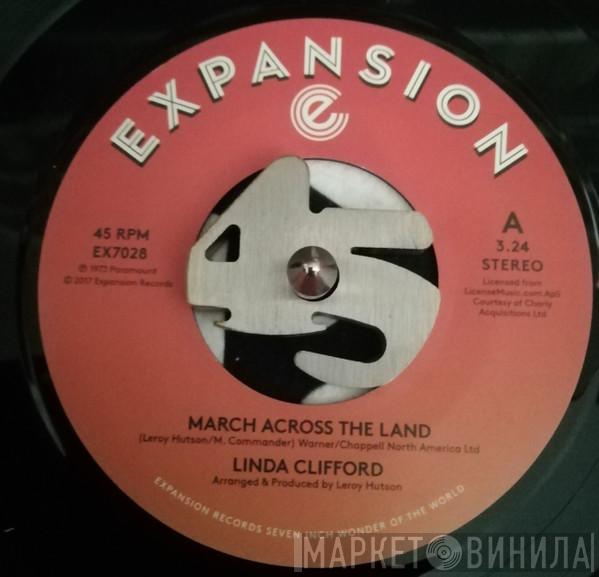 EXPANSION
e
45
45 RPM
EX7028
℗ 1973 Paramount
© 2017 Expansion Records
A
3.24
STEREO
Licensed from
LicenseMusic.com ApS
Courtesy of Charly
Acquisitions Ltd
MARCH ACROSS THE LAND
(Leroy Hutson/M. Commander) Warner/Chappell North America Ltd
LINDA CLIFFORD
Arranged & Produced by Leroy Hutson
EXPANSION RECORDS SEVEN INCH WONDER OF THE WORLD
МАРКЕТ ВИНИЛА